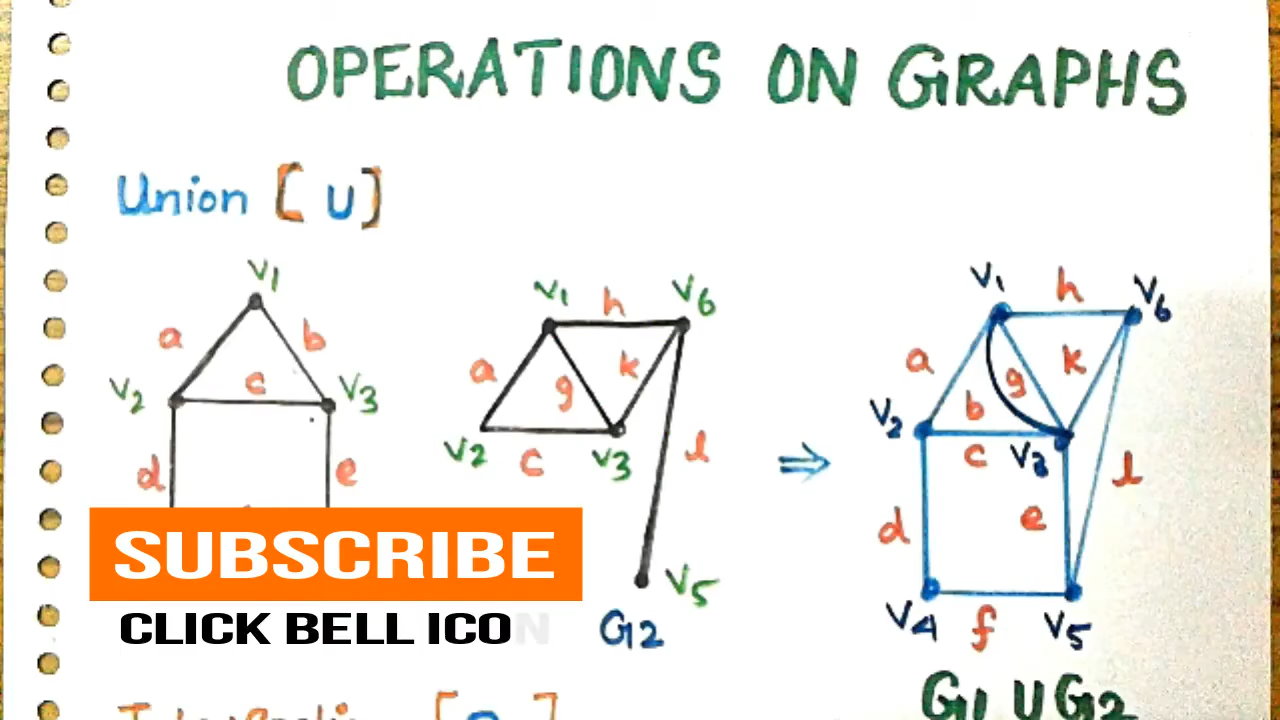 OPERATIONS ON GRAPHS
Union [ U ]
V1
a b
c
V2 V3
d e
V1 h V6
a g k
V2 c V3
l
V5
G2
⇒
V1 h V6
a g k
b
V2 c V3
l
d e
V4 f V5
G1 U G2
SUBSCRIBE
CLICK BELL ICON